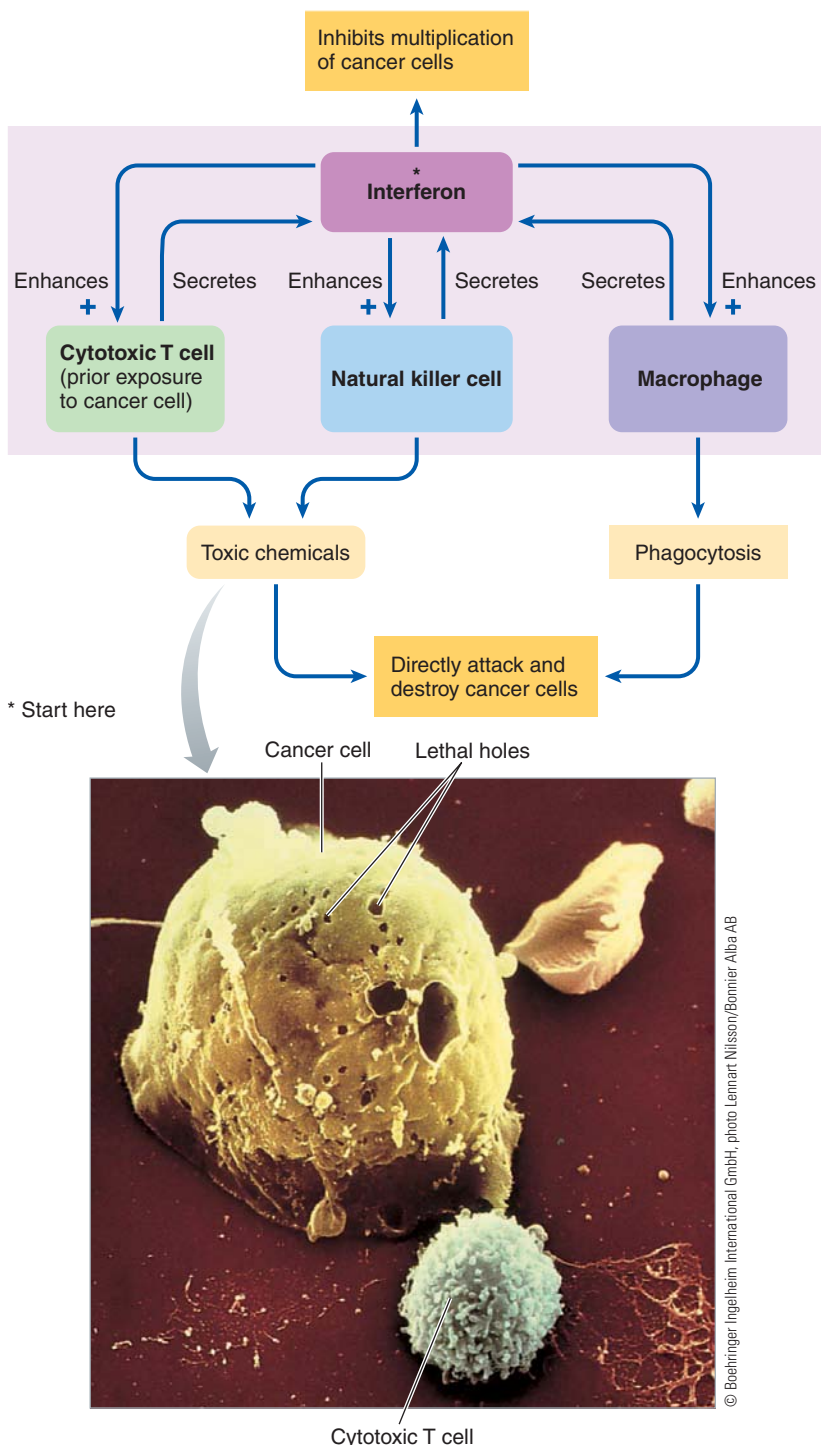 Inhibits multiplication
of cancer cells
*
Interferon
Enhances
+
Secretes
Enhances
+
Secretes
Secretes
Enhances
+
Cytotoxic T cell
(prior exposure
to cancer cell)
Natural killer cell
Macrophage
Toxic chemicals
Phagocytosis
Directly attack and
destroy cancer cells
* Start here
Cancer cell
Lethal holes
© Boehringer Ingelheim International GmbH, photo Lennart Nilsson/Bonnier Alba AB
Cytotoxic T cell